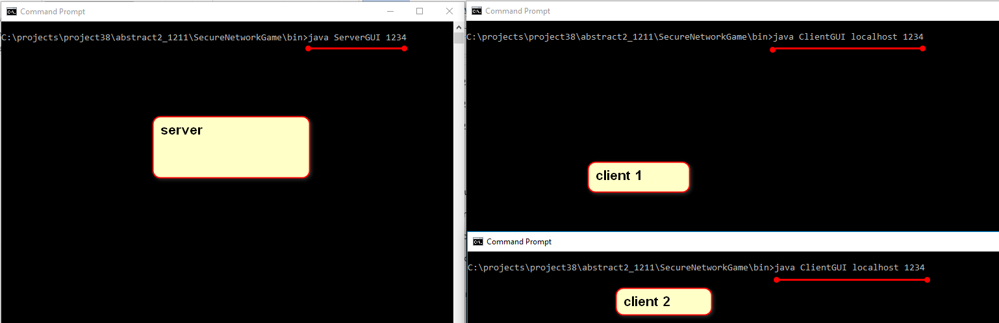 Command Prompt
C:\projects\project38\abstract2_1211\SecureNetworkGame\bin>java ServerGUI 1234
server
Command Prompt
C:\projects\project38\abstract2_1211\SecureNetworkGame\bin>java ClientGUI localhost 1234
client 1
Command Prompt
C:\projects\project38\abstract2_1211\SecureNetworkGame\bin>java ClientGUI localhost 1234
client 2